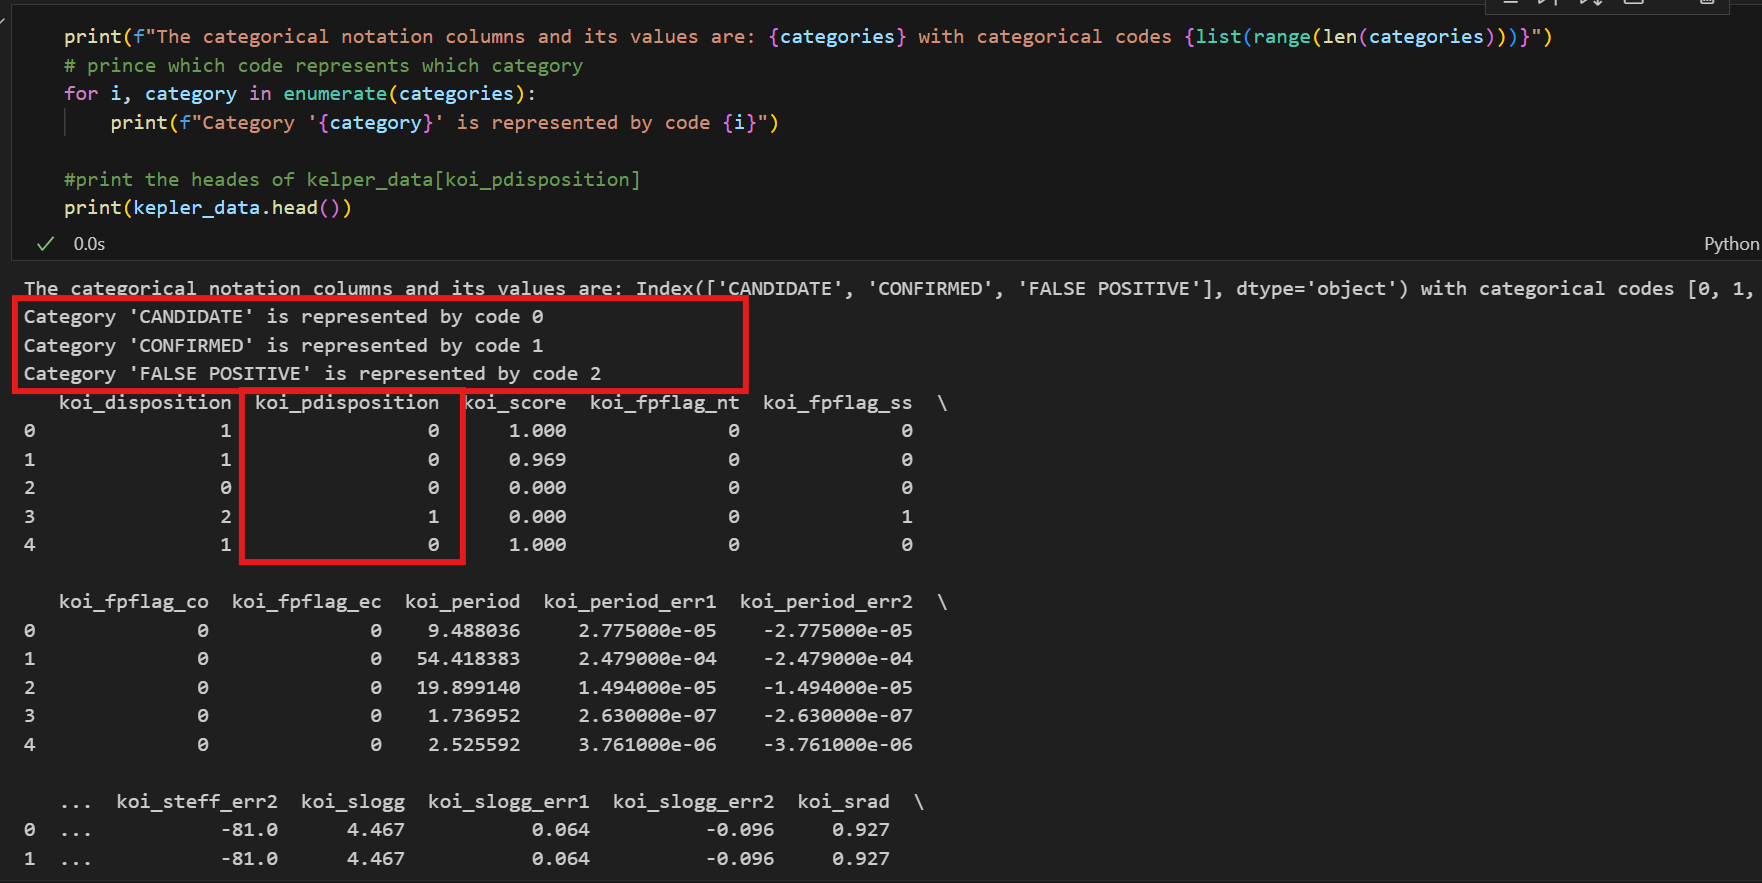 print(f"The categorical notation columns and its values are: {categories} with categorical codes {list(range(len(categories)))}")
# prince which code represents which category
for i, category in enumerate(categories):
    print(f"Category '{category}' is represented by code {i}")
#print the heades of kelper_data[koi_pdisposition]
print(kepler_data.head())
0.0s
Python
The categorical notation columns and its values are: Index(['CANDIDATE', 'CONFIRMED', 'FALSE POSITIVE'], dtype='object') with categorical codes [0, 1,
Category 'CANDIDATE' is represented by code 0
Category 'CONFIRMED' is represented by code 1
Category 'FALSE POSITIVE' is represented by code 2
koi_disposition koi_pdisposition koi_score koi_fpflag_nt koi_fpflag_ss \
0 1 0 1.000 0 0
1 1 0 0.969 0 0
2 0 0 0.000 0 0
3 2 1 0.000 0 1
4 1 0 1.000 0 0
koi_fpflag_co koi_fpflag_ec koi_period koi_period_err1 koi_period_err2 \
0 0 0 9.488036 2.775000e-05 -2.775000e-05
1 0 0 54.418383 2.479000e-04 -2.479000e-04
2 0 0 19.899140 1.494000e-05 -1.494000e-05
3 0 0 1.736952 2.630000e-07 -2.630000e-07
4 0 0 2.525592 3.761000e-06 -3.761000e-06
... koi_steff_err2 koi_slogg koi_slogg_err1 koi_slogg_err2 koi_srad \
0 ... -81.0 4.467 0.064 -0.096 0.927
1 ... -81.0 4.467 0.064 -0.096 0.927